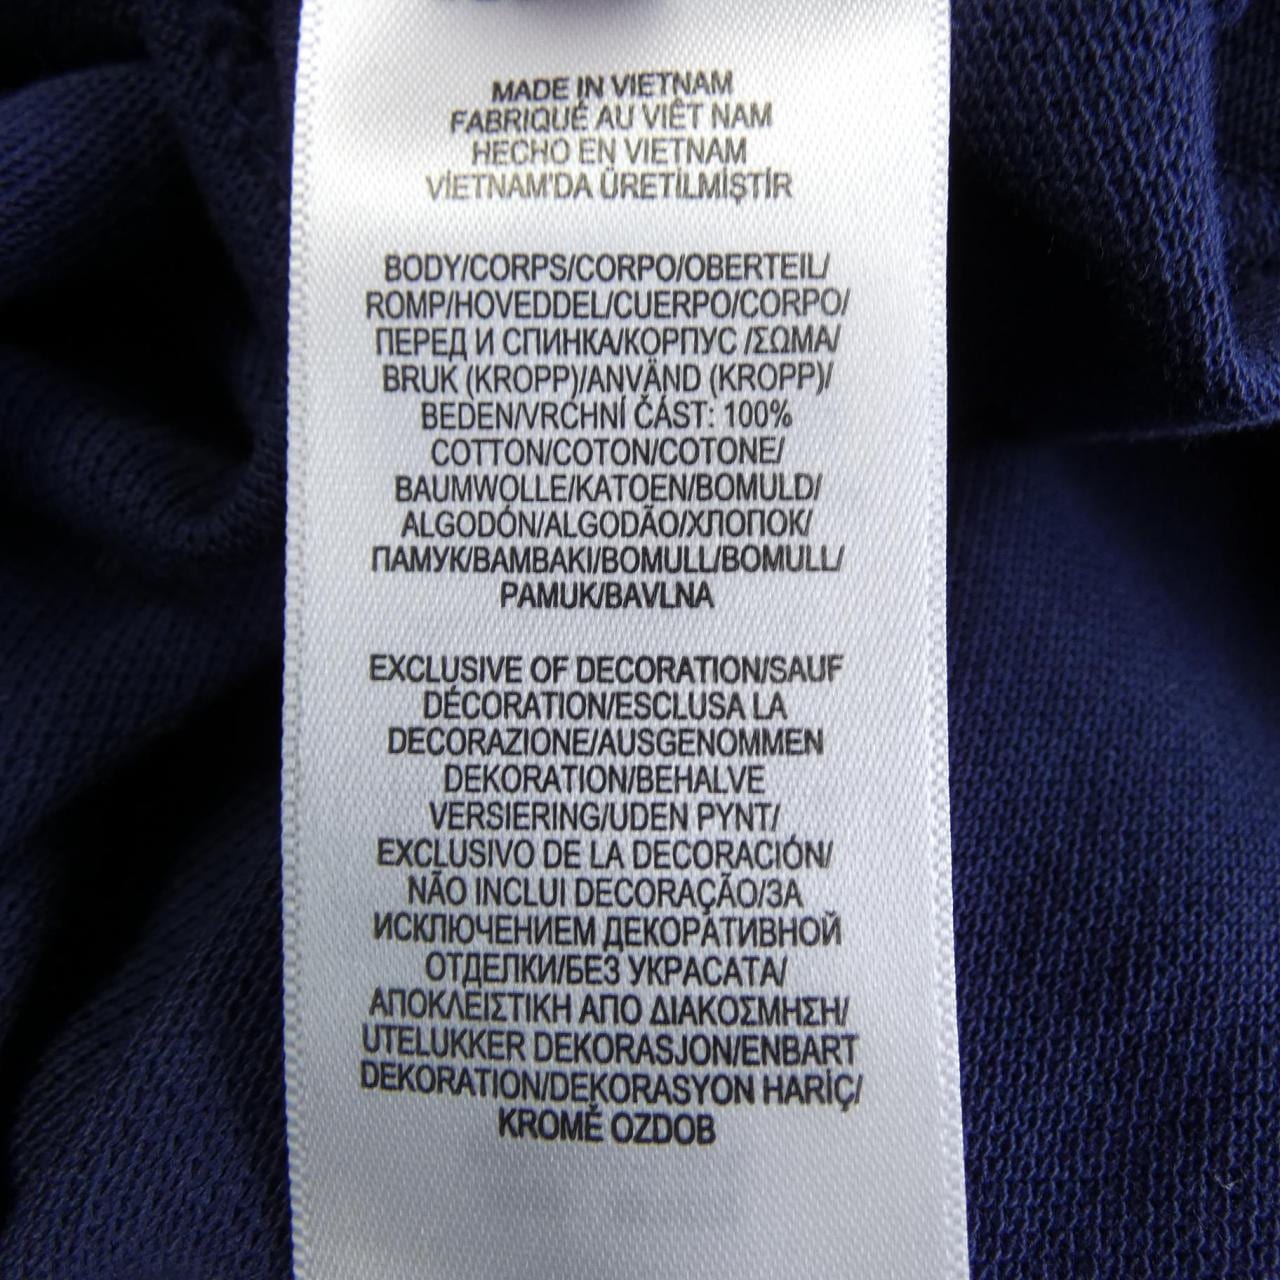 MADE IN VIETNAM
FABRIQUÉ AU VIÊT NAM
HECHO EN VIETNAM
VİETNAM'DA ÜRETİLMİŞTİR
BODY/CORPS/CORPO/OBERTEIL/
ROMP/HOVEDDEL/CUERPO/CORPO/
ПЕРЕД И СПИНКА/КОРПУС /ΣΩΜΑ/
BRUK (KROPP)/ANVÄND (KROPP)/
BEDEN/VRCHNÍ ČÁST: 100%
COTTON/COTON/COTONE/
BAUMWOLLE/KATOEN/BOMULD/
ALGODÓN/ALGODÃO/ХЛОПОК/
ПАМУК/ΒΑΜΒΑΚΙ/BOMULL/BOMULL/
PAMUK/BAVLNA
EXCLUSIVE OF DECORATION/SAUF
DÉCORATION/ESCLUSA LA
DECORAZIONE/AUSGENOMMEN
DEKORATION/BEHALVE
VERSIERING/UDEN PYNT/
EXCLUSIVO DE LA DECORACIÓN/
NÃO INCLUI DECORAÇÃO/ЗА
ИСКЛЮЧЕНИЕМ ДЕКОРАТИВНОЙ
ОТДЕЛКИ/БЕЗ УКРАСАТА/
ΑΠΟΚΛΕΙΣΤΙΚΗ ΑΠΟ ΔΙΑΚΟΣΜΗΣΗ/
UTELUKKER DEKORASJON/ENBART
DEKORATION/DEKORASYON HARİÇ/
KROMĚ OZDOB